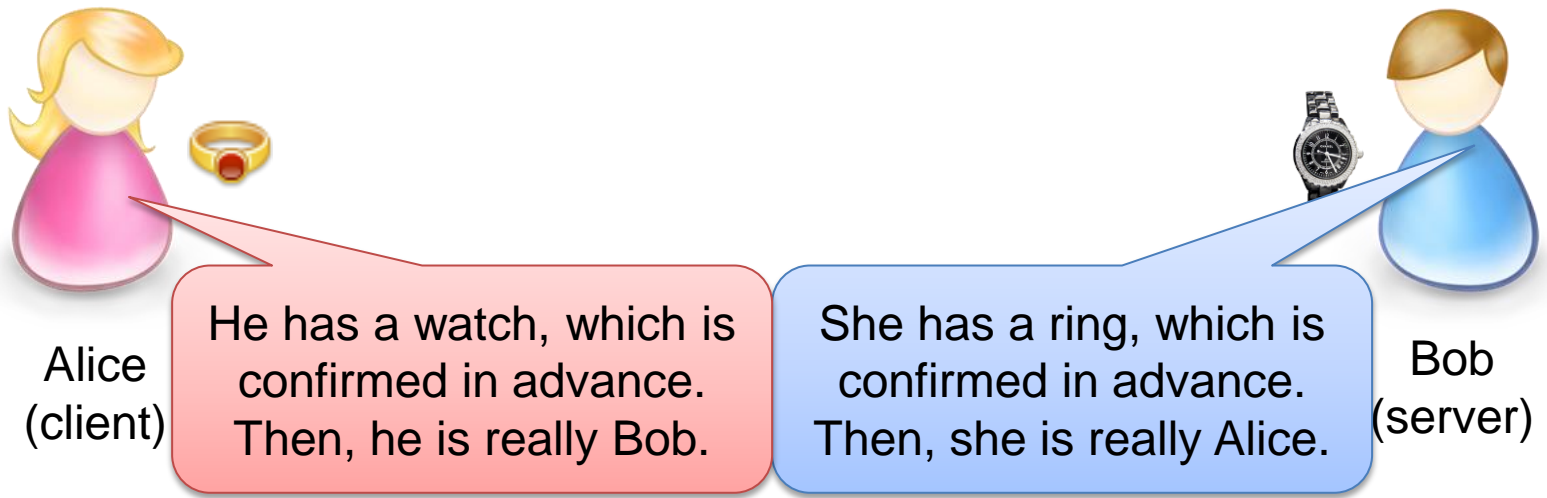 He has a watch, which is
confirmed in advance.
Then, he is really Bob.
She has a ring, which is
confirmed in advance.
Then, she is really Alice.
Alice
(client)
Bob
(server)